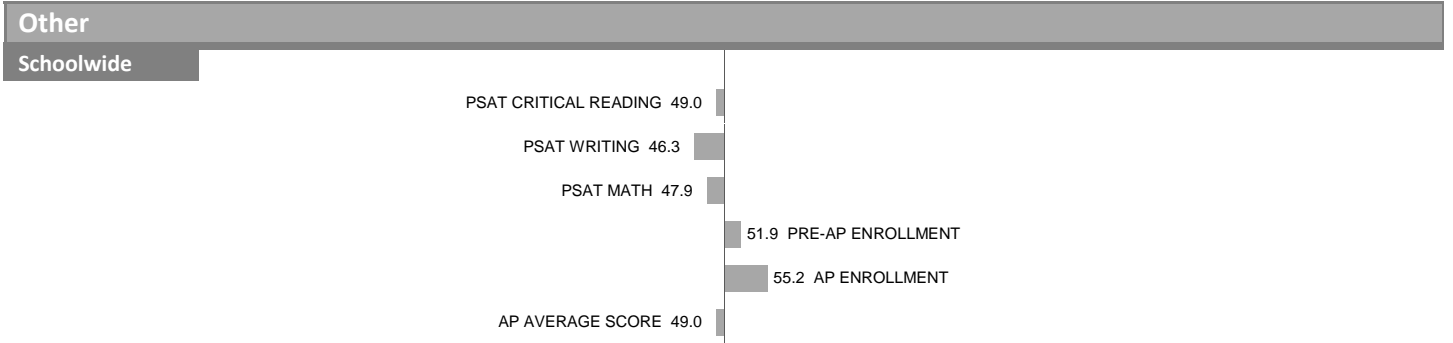 Other
Schoolwide
PSAT CRITICAL READING 49.0
PSAT WRITING 46.3
PSAT MATH 47.9
51.9 PRE-AP ENROLLMENT
55.2 AP ENROLLMENT
AP AVERAGE SCORE 49.0